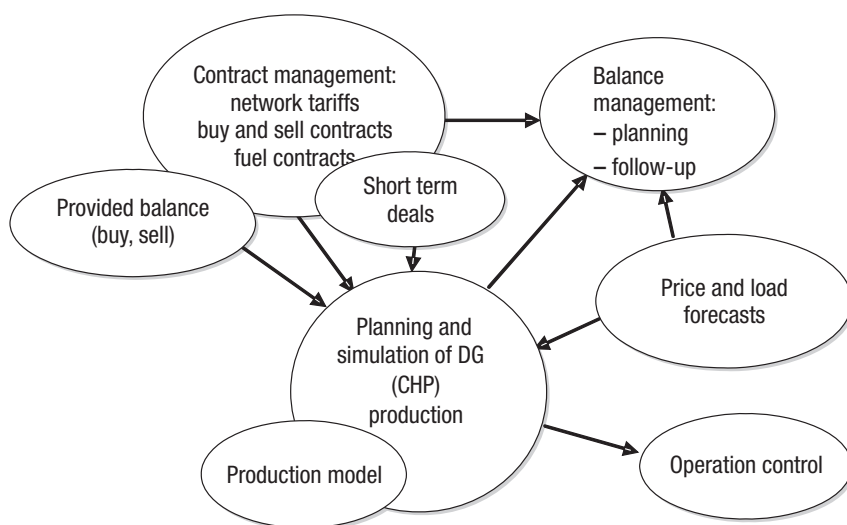 Contract management:
network tariffs
buy and sell contracts
fuel contracts
Balance
management:
– planning
– follow-up
Short term
deals
Provided balance
(buy, sell)
Price and load
forecasts
Planning and
simulation of DG
(CHP)
production
Production model
Operation control